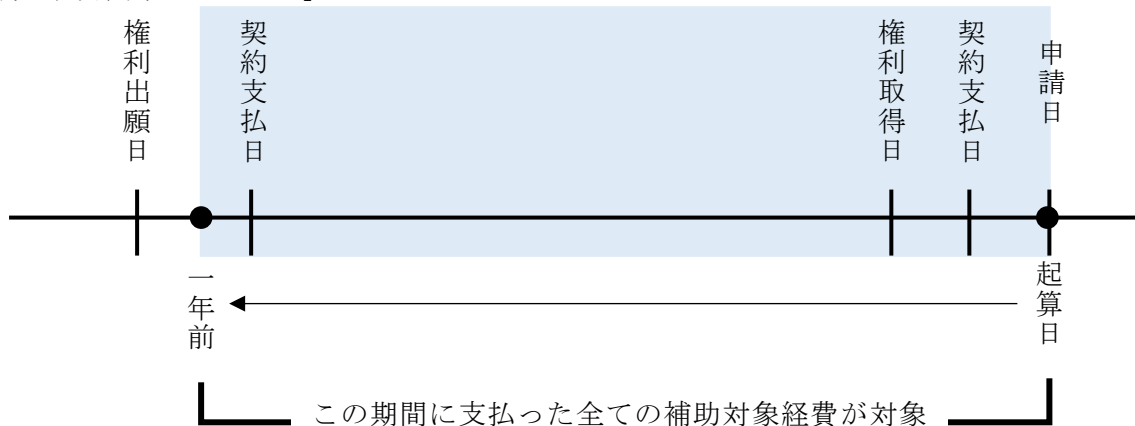 権利出願日
契約支払日
権利取得日
契約支払日
申請日
一年前
起算日
この期間に支払った全ての補助対象経費が対象